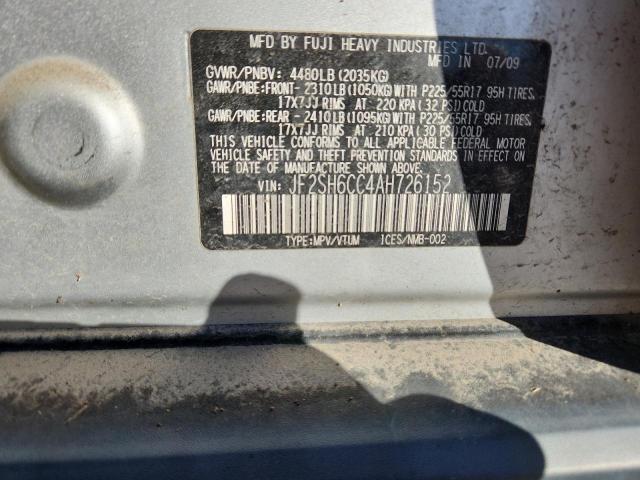 MFD BY FUJI HEAVY INDUSTRIES LTD.
MFD IN 07/09
GVWR/PNBV: 4480LB (2035KG)
GAWR/PNBE:FRONT- 2310LB (1050KG) WITH P225/55R17 95H TIRES,
17X7JJ RIMS AT 220 KPA (32 PSI) COLD
GAWR/PNBE:REAR - 2410LB (1095KG) WITH P225/55R17 95H TIRES,
17X7JJ RIMS AT 210 KPA (30 PSI) COLD
THIS VEHICLE CONFORMS TO ALL APPLICABLE FEDERAL MOTOR
VEHICLE SAFETY AND THEFT PREVENTION STANDARDS IN EFFECT ON
THE DATE OF MANUFACTURE SHOWN ABOVE.
VIN: JF2SH6CC4AH726152
TYPE:MPV/VTUM ICES/NMB-002